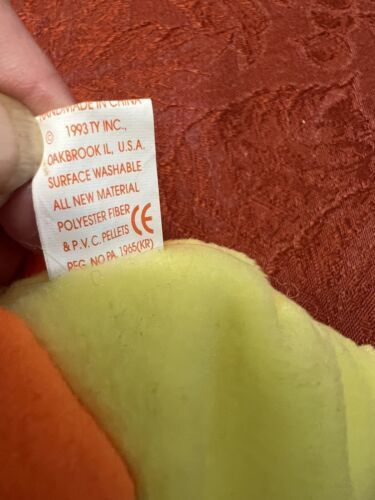 HANDMADE IN CHINA
© 1993 TY INC.,
OAKBROOK IL, U.S.A.
SURFACE WASHABLE
ALL NEW MATERIAL
POLYESTER FIBER
& P.V.C. PELLETS CE
REG. NO.PA. 1965(KR)